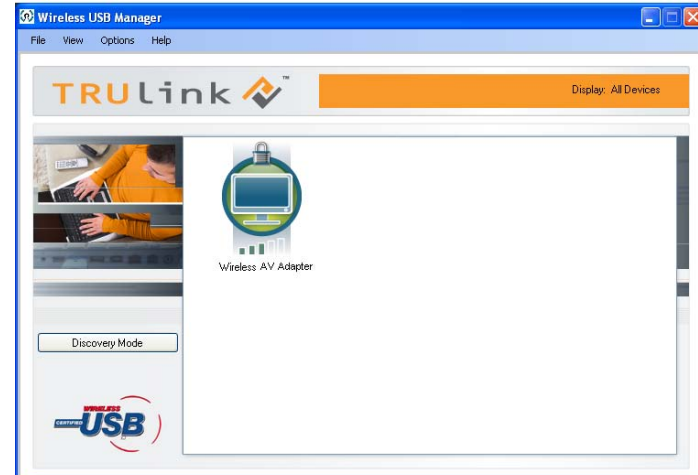 Wireless USB Manager
File View Options Help
TRULink ™
Display: All Devices
Wireless AV Adapter
Discovery Mode
CERTIFIED
WIRELESS
USB